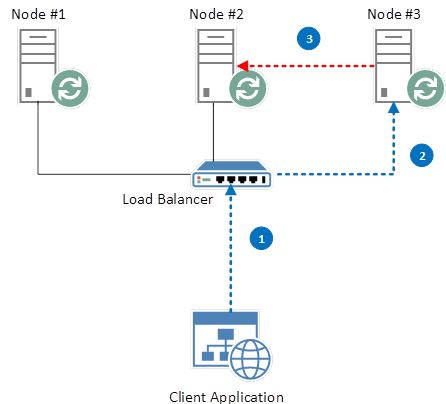 Node #1
Node #2
Node #3
3
2
Load Balancer
1
Client Application